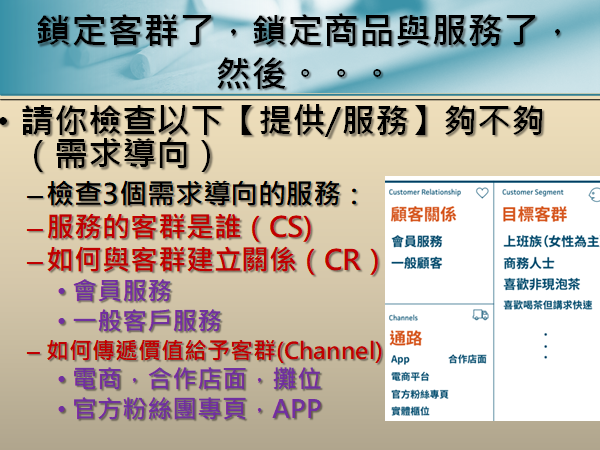 鎖定客群了，鎖定商品與服務了，
然後。。。
• 請你檢查以下【提供/服務】夠不夠
（需求導向）
–檢查3個需求導向的服務：
–服務的客群是誰（CS)
–如何與客群建立關係（CR）
• 會員服務
• 一般客戶服務
– 如何傳遞價值給予客群(Channel)
• 電商，合作店面，攤位
• 官方粉絲團專頁，APP
Customer Relationship
顧客關係
會員服務
一般顧客
Customer Segment
目標客群
上班族(女性為主
商務人士
喜歡非現泡茶
喜歡喝茶但講求快速
Channels
通路
App 合作店面
電商平台
官方粉絲專頁
實體櫃位